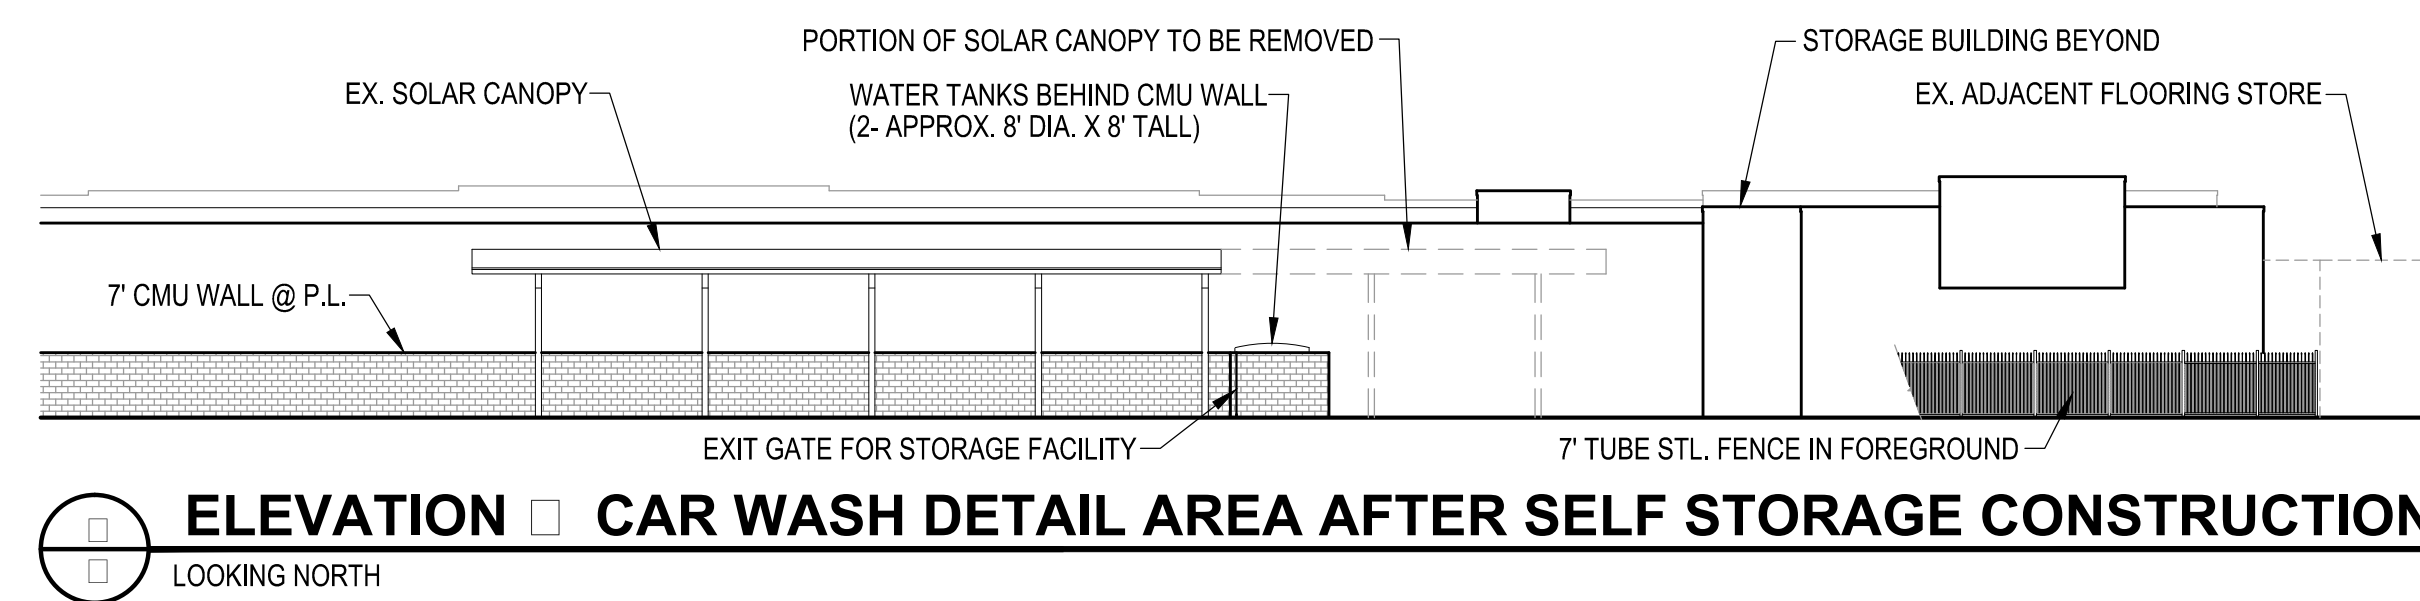 PORTION OF SOLAR CANOPY TO BE REMOVED
STORAGE BUILDING BEYOND
EX. SOLAR CANOPY
WATER TANKS BEHIND CMU WALL
(2- APPROX. 8' DIA. X 8' TALL)
EX. ADJACENT FLOORING STORE
7' CMU WALL @ P.L.
EXIT GATE FOR STORAGE FACILITY
7' TUBE STL. FENCE IN FOREGROUND
ELEVATION □ CAR WASH DETAIL AREA AFTER SELF STORAGE CONSTRUCTION
LOOKING NORTH